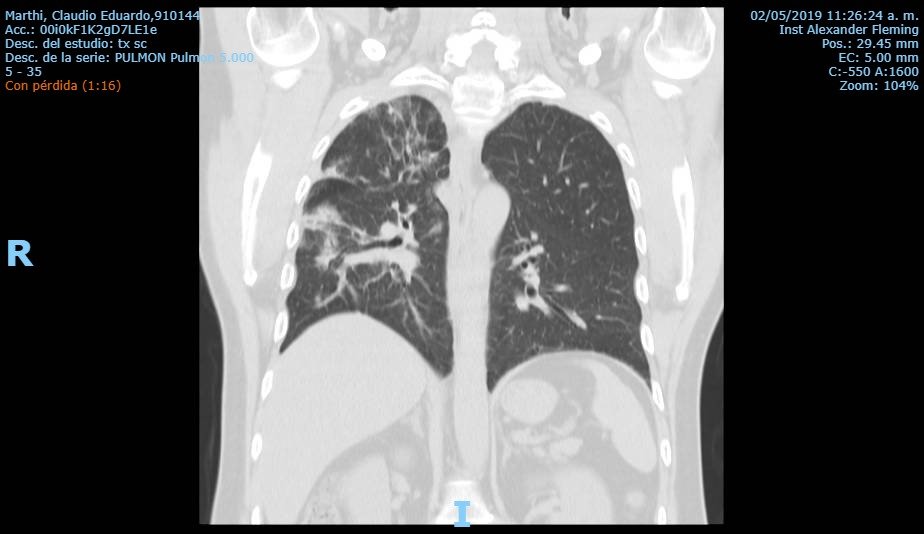 Marthi, Claudio Eduardo,910144
Acc.: 00i0kF1K2gD7LE1e
Desc. del estudio: tx sc
Desc. de la serie: PULMON Pulmon 5.000
5 - 35
Con pérdida (1:16)
02/05/2019 11:26:24 a. m.
Inst Alexander Fleming
Pos.: 29.45 mm
EC: 5.00 mm
C:-550 A:1600
Zoom: 104%
R
I